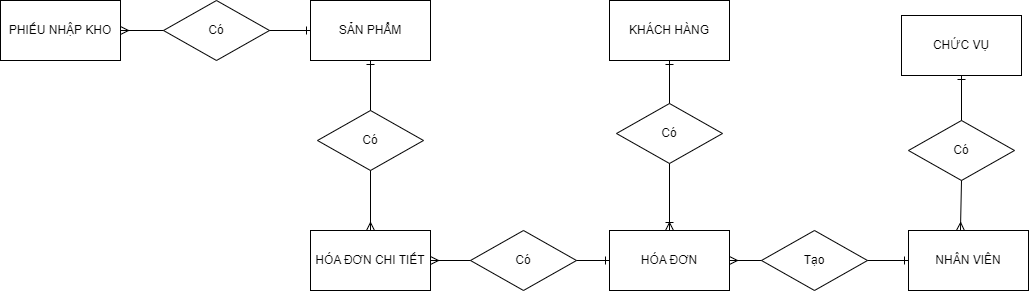 PHIẾU NHẬP KHO
Có
SẢN PHẨM
KHÁCH HÀNG
CHỨC VỤ
Có
Có
Có
HÓA ĐƠN CHI TIẾT
Có
HÓA ĐƠN
Tạo
NHÂN VIÊN